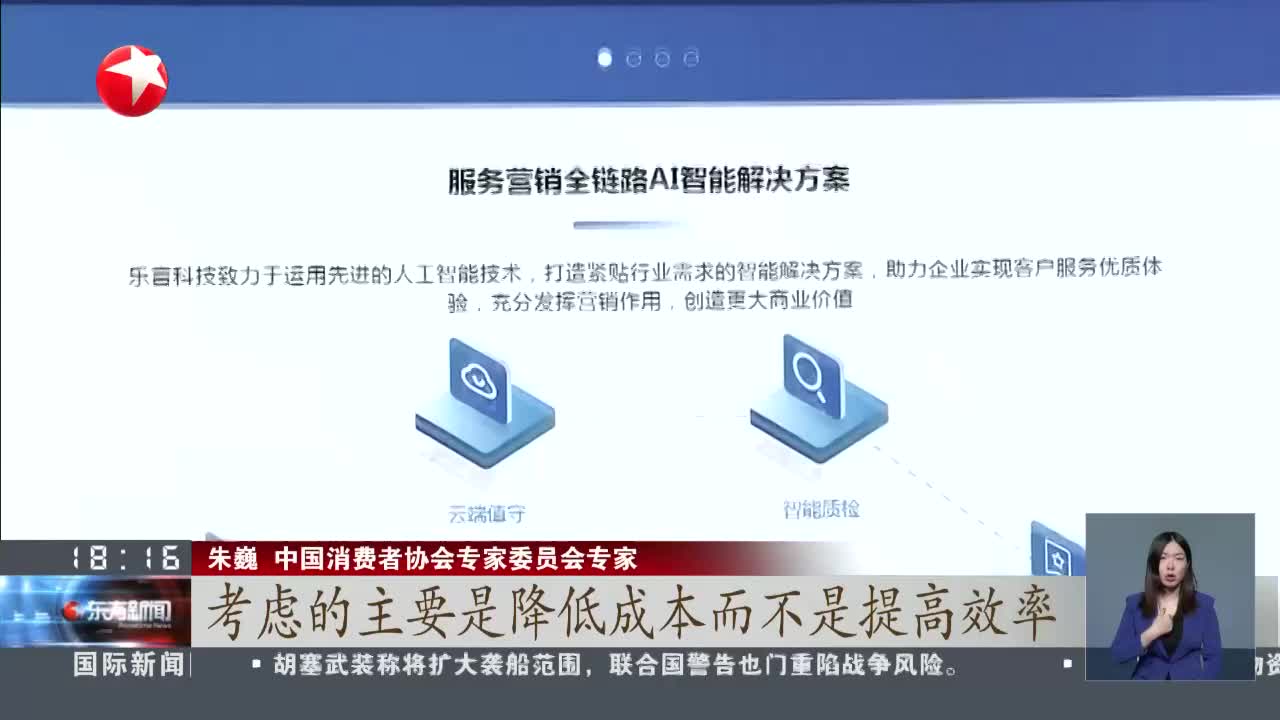 服务营销全链路AI智能解决方案
乐言科技致力于运用先进的人工智能技术，打造紧贴行业需求的智能解决方案，助力企业实现客户服务优质体
验，充分发挥营销作用，创造更大商业价值
云端值守
智能质检
18:16
朱巍 中国消费者协会专家委员会专家
东方新闻
考虑的主要是降低成本而不是提高效率
国际新闻
▪ 胡塞武装称将扩大袭船范围，联合国警告也门重陷战争风险。
▪
物资